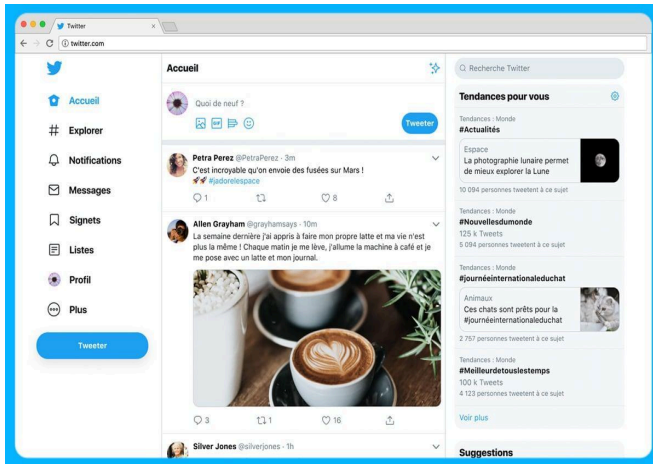 Twitter
twitter.com
Accueil
Explorer
Notifications
Messages
Signets
Listes
Profil
Plus
Tweeter
Accueil
Quoi de neuf ?
GIF
Tweeter
Petra Perez @PetraPerez · 3m
C'est incroyable qu'on envoie des fusées sur Mars !
🚀🚀 #jadorelespace
1
8
Allen Grayham @grayhamsays · 10m
La semaine dernière j'ai appris à faire mon propre latte et ma vie n'est
plus la même ! Chaque matin je me lève, j'allume la machine à café et je
me pose avec un latte et mon journal.
3
1
16
Silver Jones @silverjones · 1h
Recherche Twitter
Tendances pour vous
Tendances : Monde
#Actualités
Espace
La photographie lunaire permet
de mieux explorer la Lune
10 094 personnes tweetent à ce sujet
Tendances : Monde
#Nouvellesdumonde
125 k Tweets
5 094 personnes tweetent à ce sujet
Tendances : Monde
#journéeinternationaleduchat
Animaux
Ces chats sont prêts pour la
#journéeinternationaleduchat
2 757 personnes tweetent à ce sujet
Tendances : Monde
#Meilleurdetouslestemps
100 k Tweets
4 123 personnes tweetent à ce sujet
Voir plus
Suggestions